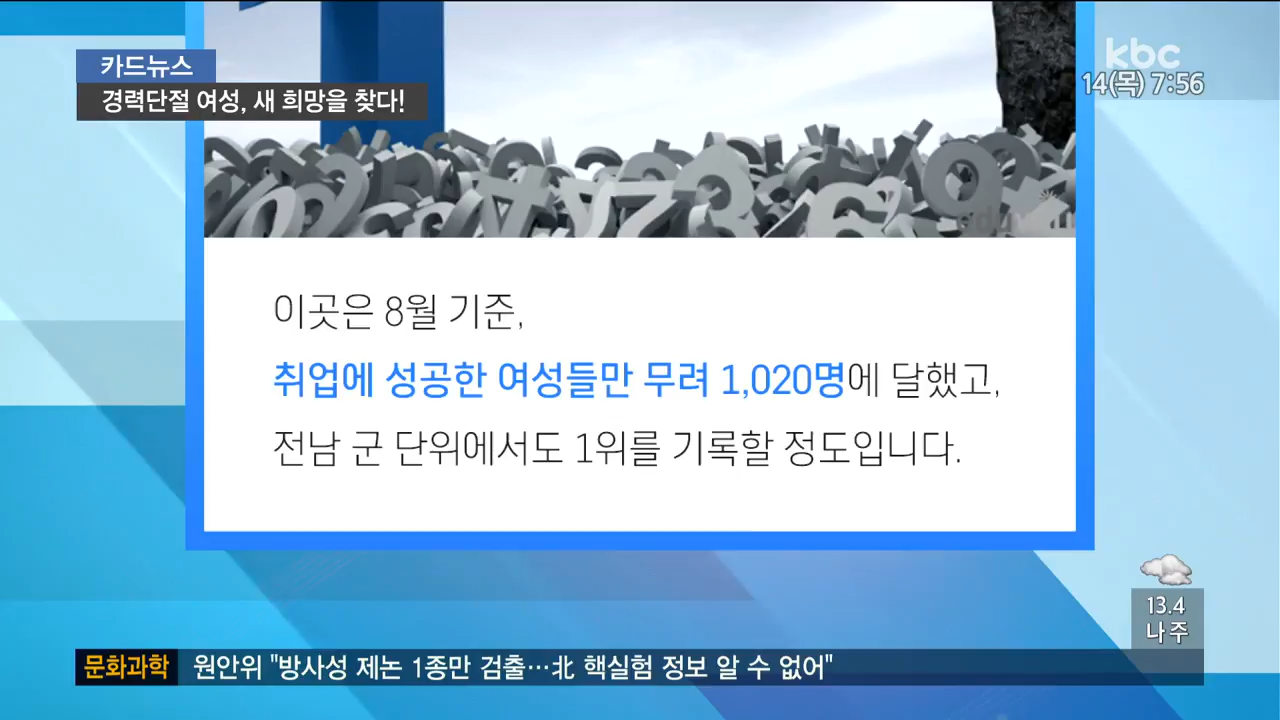 카드뉴스
경력단절 여성, 새 희망을 찾다!
kbc
14(목) 7:56
이곳은 8월 기준,
취업에 성공한 여성들만 무려 1,020명에 달했고,
전남 군 단위에서도 1위를 기록할 정도입니다.
13.4
나주
문화과학 원안위 "방사성 제논 1종만 검출…北 핵실험 정보 알 수 없어"